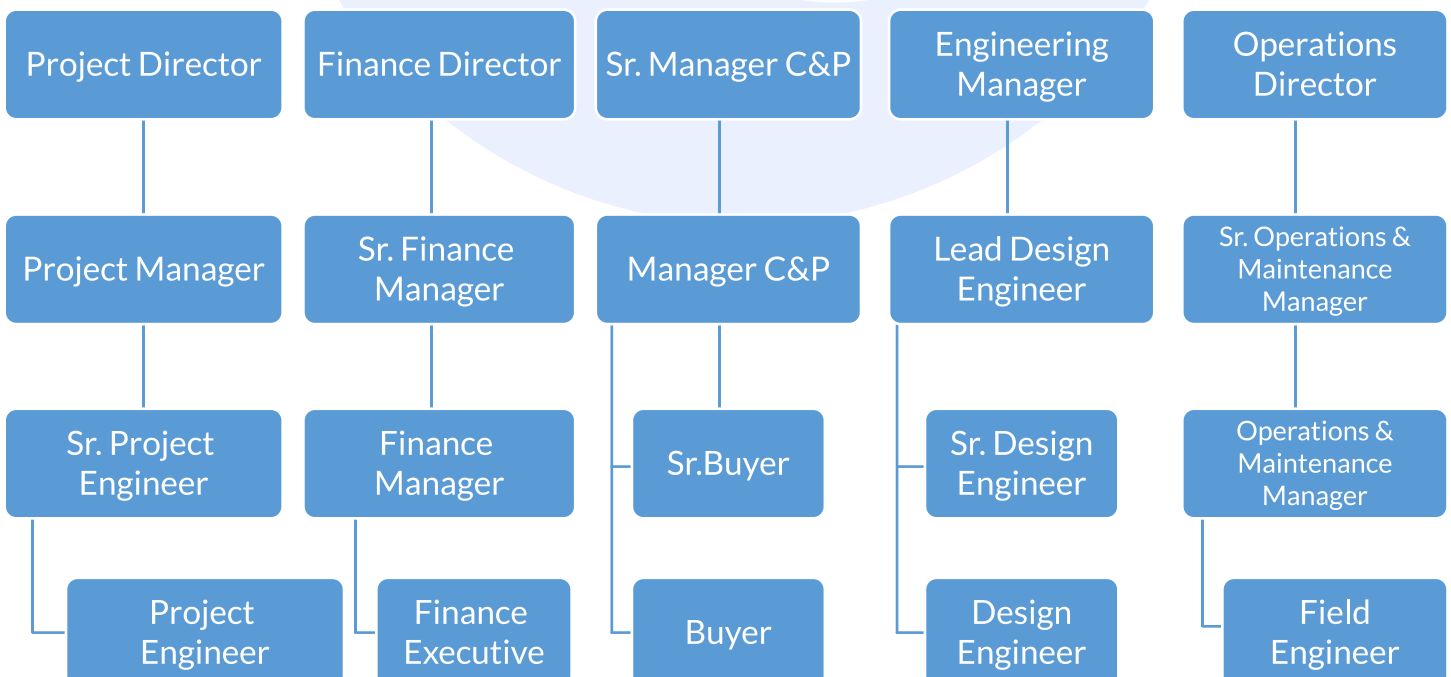 Project Director
Finance Director
Sr. Manager C&P
Engineering
Manager
Operations
Director
Project Manager
Sr. Finance
Manager
Manager C&P
Lead Design
Engineer
Sr. Operations &
Maintenance
Manager
Sr. Project
Engineer
Finance
Manager
Sr.Buyer
Sr. Design
Engineer
Operations &
Maintenance
Manager
Project
Engineer
Finance
Executive
Buyer
Design
Engineer
Field
Engineer